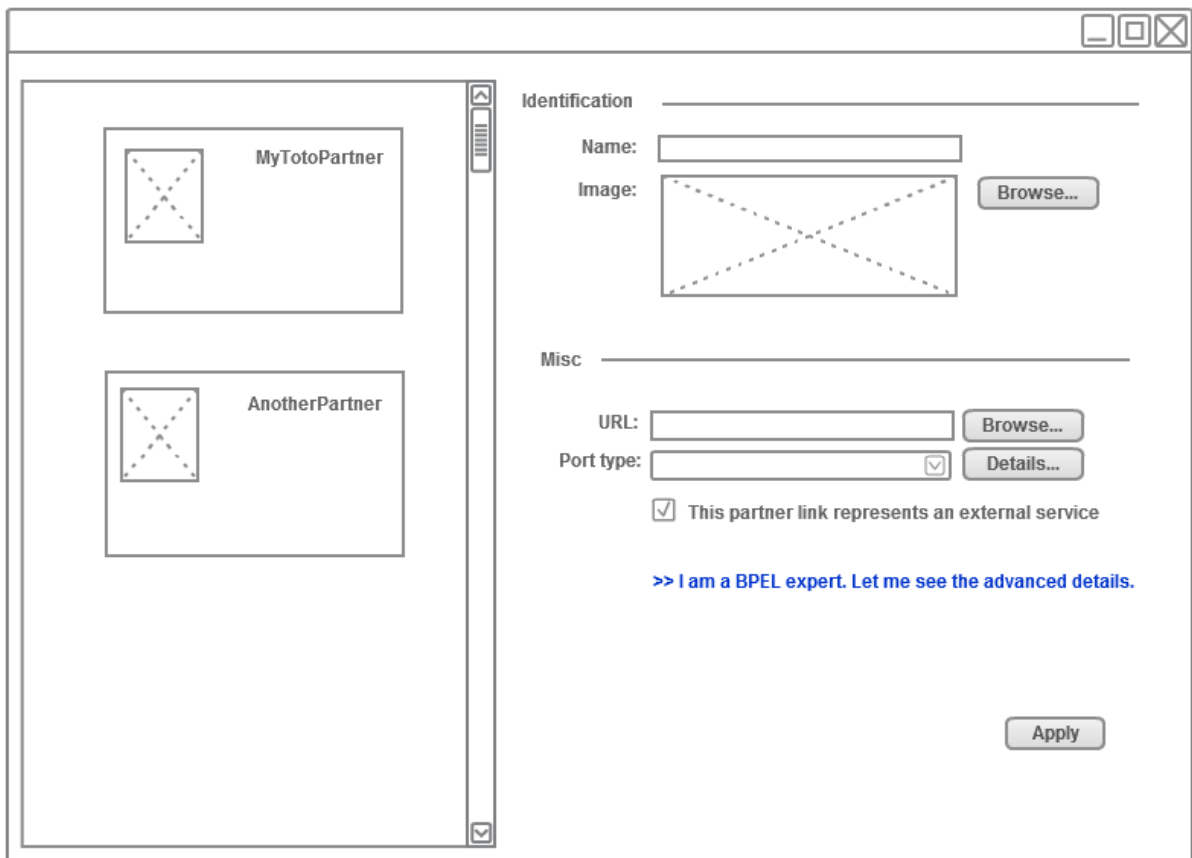 MyTotoPartner
AnotherPartner
Identification
Name:
Image:
Browse...
Misc
URL:
Browse...
Port type:
Details...
This partner link represents an external service
>> I am a BPEL expert. Let me see the advanced details.
Apply